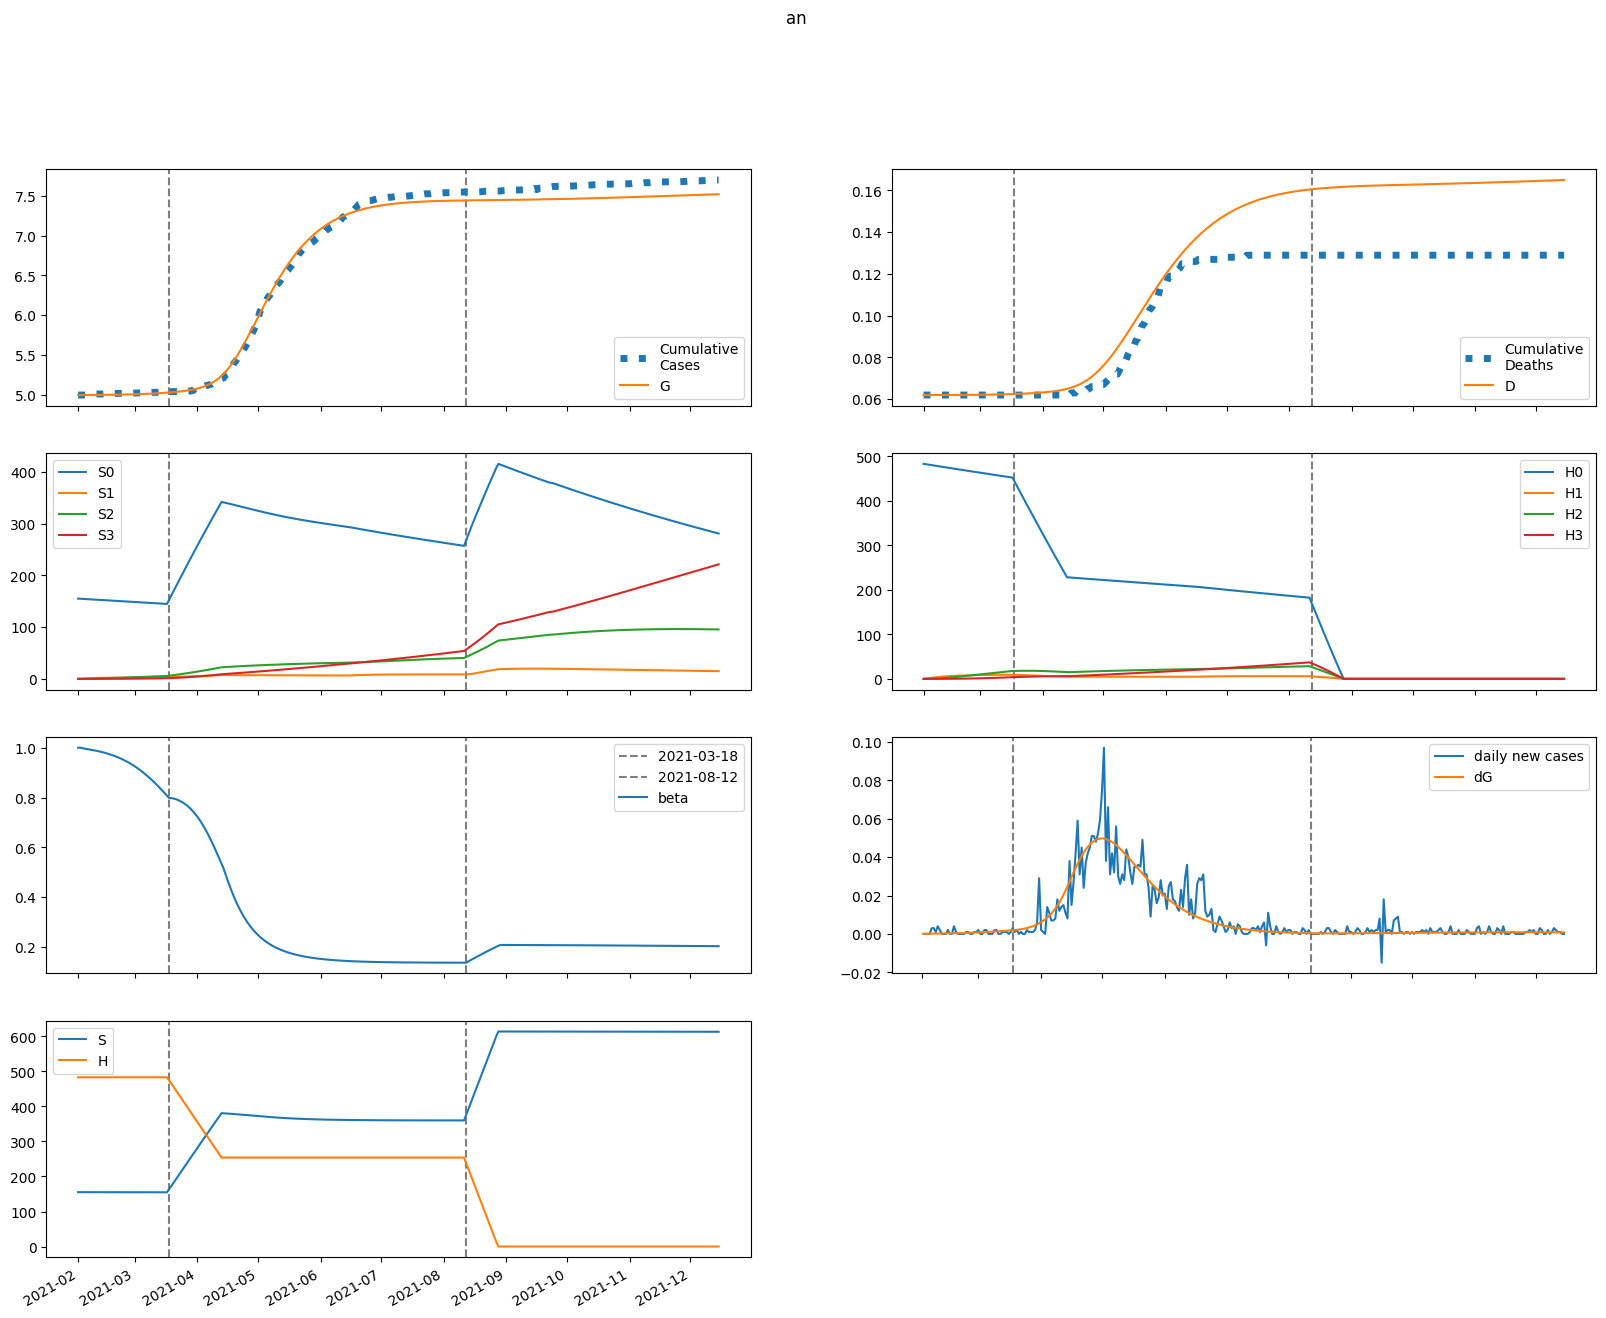 an
7.5
7.0
6.5
6.0
5.5
5.0
Cumulative
Cases
G
0.16
0.14
0.12
0.10
0.08
0.06
Cumulative
Deaths
D
400
300
200
100
0
S0
S1
S2
S3
500
400
300
200
100
0
H0
H1
H2
H3
1.0
0.8
0.6
0.4
0.2
2021-03-18
2021-08-12
beta
0.10
0.08
0.06
0.04
0.02
0.00
−0.02
daily new cases
dG
600
500
400
300
200
100
0
S
H
2021-02
2021-03
2021-04
2021-05
2021-06
2021-07
2021-08
2021-09
2021-10
2021-11
2021-12